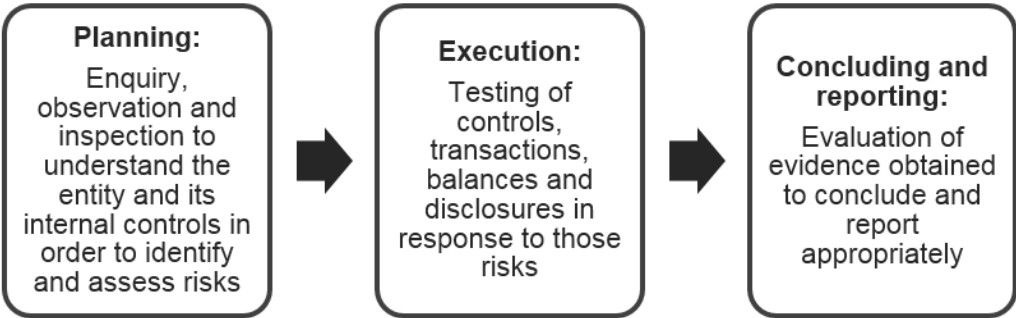 Planning:
Enquiry,
observation and
inspection to
understand the
entity and its
internal controls in
order to identify
and assess risks
Execution:
Testing of
controls,
transactions,
balances and
disclosures in
response to those
risks
Concluding and
reporting:
Evaluation of
evidence obtained
to conclude and
report
appropriately